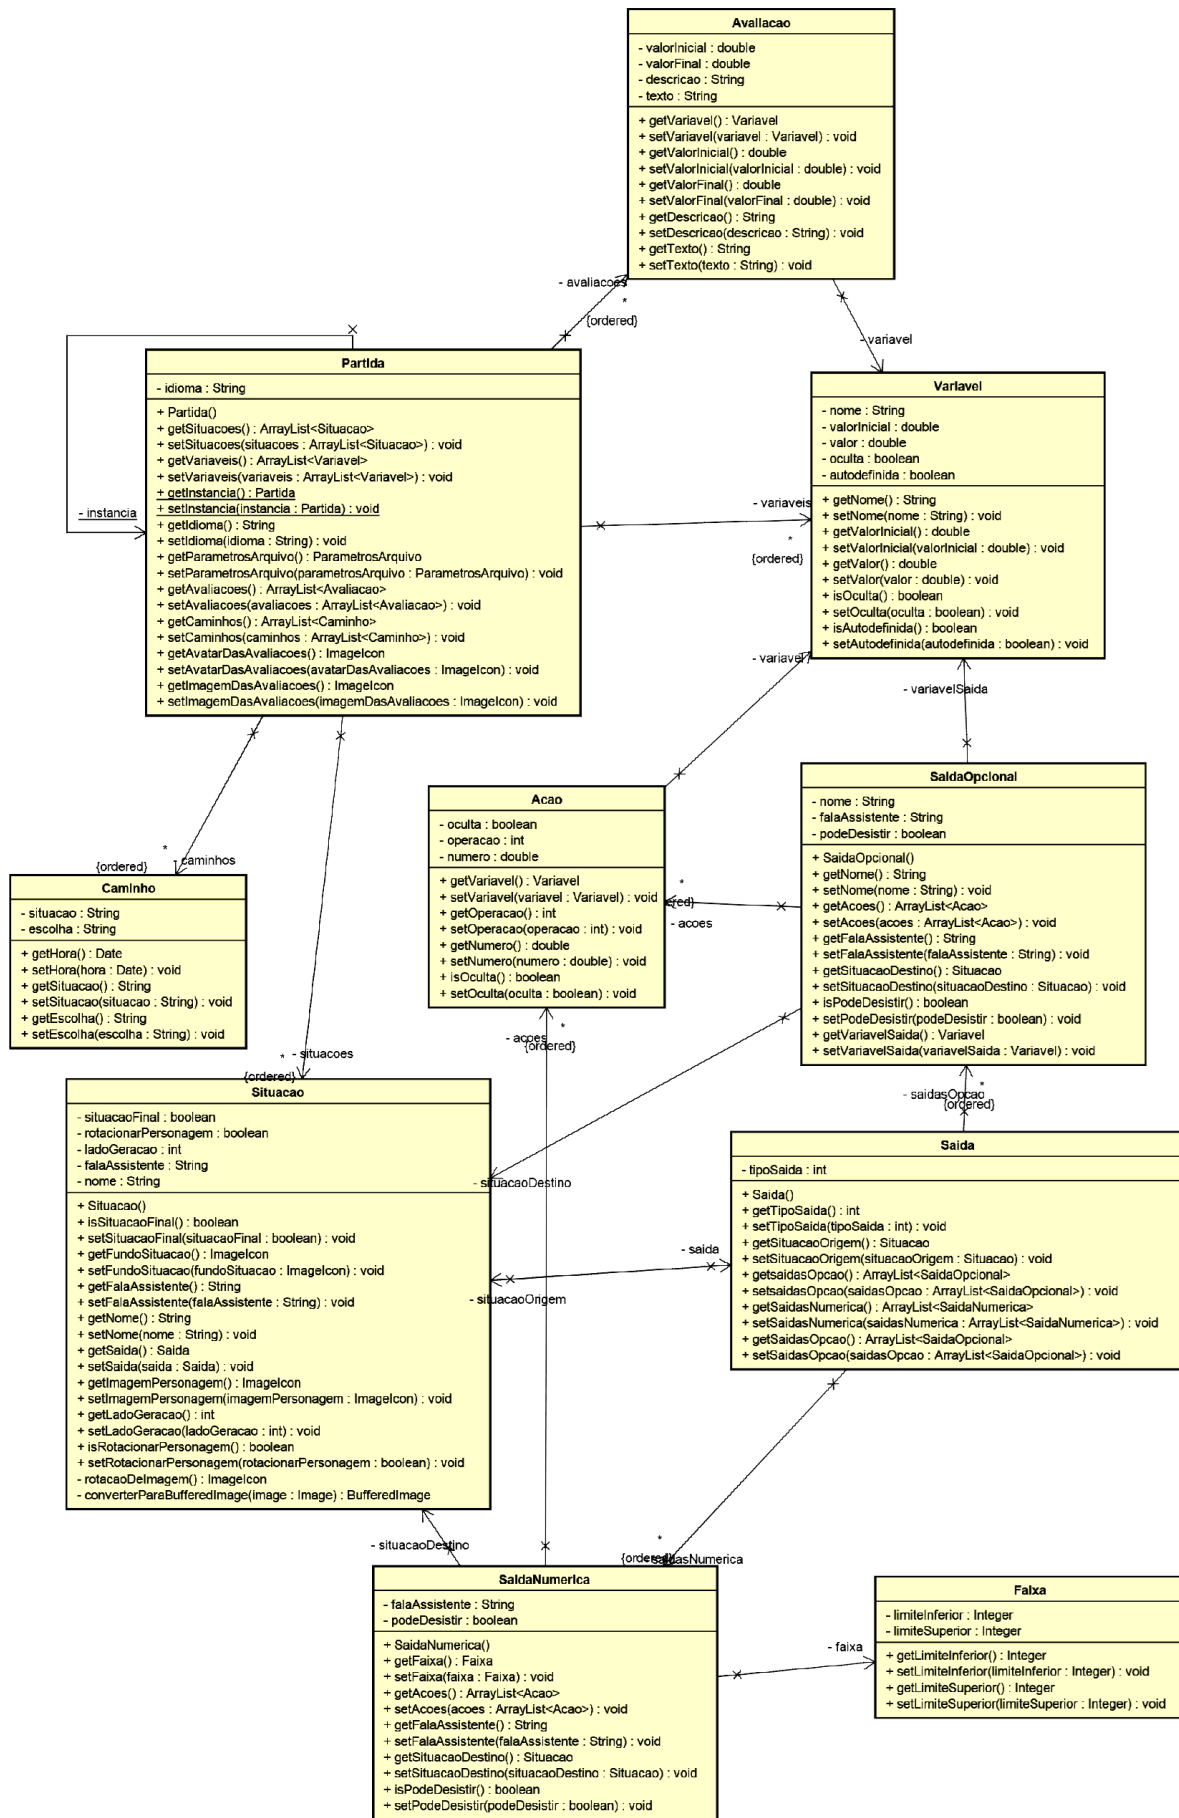 Avaliacao
- valorInicial : double
- valorFinal : double
- descricao : String
- texto : String
+ getVariavel() : Variavel
+ setVariavel(variavel : Variavel) : void
+ getValorInicial() : double
+ setValorInicial(valorInicial : double) : void
+ getValorFinal() : double
+ setValorFinal(valorFinal : double) : void
+ getDescricao() : String
+ setDescricao(descricao : String) : void
+ getTexto() : String
+ setTexto(texto : String) : void
- avaliacoes
*
{ordered}
- variavel
Partida
- idioma : String
+ Partida()
+ getSituacoes() : ArrayList<Situacao>
+ setSituacoes(situacoes : ArrayList<Situacao>) : void
+ getVariaveis() : ArrayList<Variavel>
+ setVariaveis(variaveis : ArrayList<Variavel>) : void
+ getInstancia() : Partida
+ setInstancia(instancia : Partida) : void
+ getIdioma() : String
+ setIdioma(idioma : String) : void
+ getParametrosArquivo() : ParametrosArquivo
+ setParametrosArquivo(parametrosArquivo : ParametrosArquivo) : void
+ getAvaliacoes() : ArrayList<Avaliacao>
+ setAvaliacoes(avaliacoes : ArrayList<Avaliacao>) : void
+ getCaminhos() : ArrayList<Caminho>
+ setCaminhos(caminhos : ArrayList<Caminho>) : void
+ getAvatarDasAvaliacoes() : ImageIcon
+ setAvatarDasAvaliacoes(avatarDasAvaliacoes : ImageIcon) : void
+ getImagemDasAvaliacoes() : ImageIcon
+ setImagemDasAvaliacoes(imagemDasAvaliacoes : ImageIcon) : void
- instância
Variavel
- nome : String
- valorInicial : double
- valor : double
- oculta : boolean
- autodefinida : boolean
+ getNome() : String
+ setNome(nome : String) : void
+ getValorInicial() : double
+ setValorInicial(valorInicial : double) : void
+ getValor() : double
+ setValor(valor : double) : void
+ isOculta() : boolean
+ setOculta(oculta : boolean) : void
+ isAutodefinida() : boolean
+ setAutodefinida(autodefinida : boolean) : void
- variaveis
*
{ordered}
- variavel
- variavelSaida
Acao
- oculta : boolean
- operacao : int
- numero : double
+ getVariavel() : Variavel
+ setVariavel(variavel : Variavel) : void
+ getOperacao() : int
+ setOperacao(operacao : int) : void
+ getNumero() : double
+ setNumero(numero : double) : void
+ isOculta() : boolean
+ setOculta(oculta : boolean) : void
SaidaOpcional
- nome : String
- falaAssistente : String
- podeDesistir : boolean
+ SaidaOpcional()
+ getNome() : String
+ setNome(nome : String) : void
+ getAcoes() : ArrayList<Acao>
+ setAcoes(acoes : ArrayList<Acao>) : void
+ getFalaAssistente() : String
+ setFalaAssistente(falaAssistente : String) : void
+ getSituacaoDestino() : Situacao
+ setSituacaoDestino(situacaoDestino : Situacao) : void
+ isPodeDesistir() : boolean
+ setPodeDesistir(podeDesistir : boolean) : void
+ getVariavelSaida() : Variavel
+ setVariavelSaida(variavelSaida : Variavel) : void
*
- acoes
*
{ordered}
- caminhos
Caminho
- situacao : String
- escolha : String
+ getHora() : Date
+ setHora(hora : Date) : void
+ getSituacao() : String
+ setSituacao(situacao : String) : void
+ getEscolha() : String
+ setEscolha(escolha : String) : void
- acoes
*
{ordered}
- situacoes
*
{ordered}
- saidasOpcao
*
{ordered}
Situacao
- situacaoFinal : boolean
- rotacionarPersonagem : boolean
- ladoGeracao : int
- falaAssistente : String
- nome : String
+ Situacao()
+ isSituacaoFinal() : boolean
+ setSituacaoFinal(situacaoFinal : boolean) : void
+ getFundoSituacao() : ImageIcon
+ setFundoSituacao(fundoSituacao : ImageIcon) : void
+ getFalaAssistente() : String
+ setFalaAssistente(falaAssistente : String) : void
+ getNome() : String
+ setNome(nome : String) : void
+ getSaida() : Saida
+ setSaida(saida : Saida) : void
+ getImagemPersonagem() : ImageIcon
+ setImagemPersonagem(imagemPersonagem : ImageIcon) : void
+ getLadoGeracao() : int
+ setLadoGeracao(ladoGeracao : int) : void
+ isRotacionarPersonagem() : boolean
+ setRotacionarPersonagem(rotacionarPersonagem : boolean) : void
- rotacaoDeImagem() : ImageIcon
- converterParaBufferedImage(image : Image) : BufferedImage
- situacaoDestino
- saida
- situacaoOrigem
Saida
- tipoSaida : int
+ Saida()
+ getTipoSaida() : int
+ setTipoSaida(tipoSaida : int) : void
+ getSituacaoOrigem() : Situacao
+ setSituacaoOrigem(situacaoOrigem : Situacao) : void
+ getsaidasOpcao() : ArrayList<SaidaOpcional>
+ setsaidasOpcao(saidasOpcao : ArrayList<SaidaOpcional>) : void
+ getSaidasNumerica() : ArrayList<SaidaNumerica>
+ setSaidasNumerica(saidasNumerica : ArrayList<SaidaNumerica>) : void
+ getSaidasOpcao() : ArrayList<SaidaOpcional>
+ setSaidasOpcao(saidasOpcao : ArrayList<SaidaOpcional>) : void
- situacaoDestino
*
{ordered}
- saidasNumerica
SaidaNumerica
- falaAssistente : String
- podeDesistir : boolean
+ SaidaNumerica()
+ getFaixa() : Faixa
+ setFaixa(faixa : Faixa) : void
+ getAcoes() : ArrayList<Acao>
+ setAcoes(acoes : ArrayList<Acao>) : void
+ getFalaAssistente() : String
+ setFalaAssistente(falaAssistente : String) : void
+ getSituacaoDestino() : Situacao
+ setSituacaoDestino(situacaoDestino : Situacao) : void
+ isPodeDesistir() : boolean
+ setPodeDesistir(podeDesistir : boolean) : void
- faixa
Faixa
- limiteInferior : Integer
- limiteSuperior : Integer
+ getLimiteInferior() : Integer
+ setLimiteInferior(limiteInferior : Integer) : void
+ getLimiteSuperior() : Integer
+ setLimiteSuperior(limiteSuperior : Integer) : void